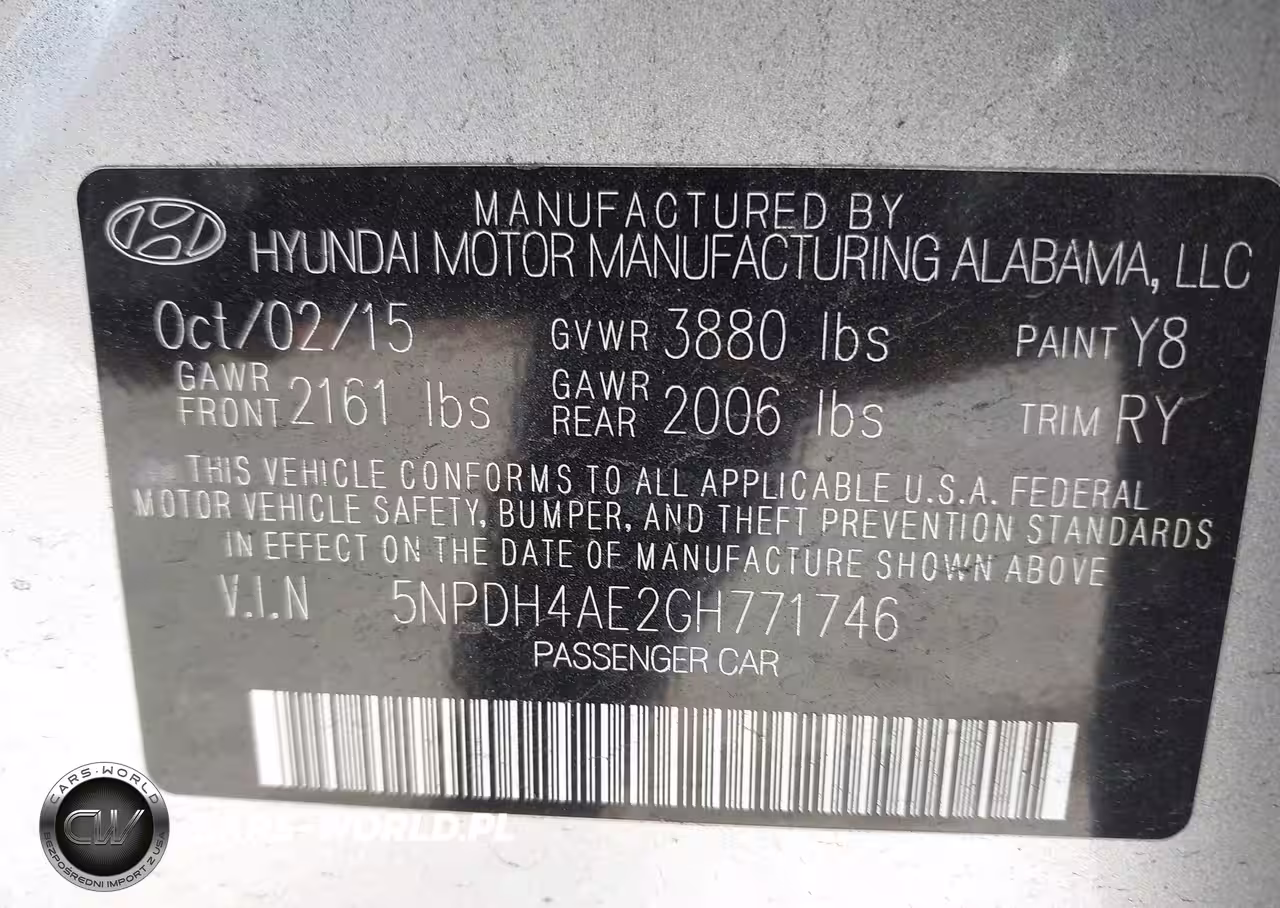 MANUFACTURED BY
HYUNDAI MOTOR MANUFACTURING ALABAMA, LLC
Oct/02/15 GVWR 3880 lbs PAINT Y8
GAWR FRONT 2161 lbs GAWR REAR 2006 lbs TRIM RY
THIS VEHICLE CONFORMS TO ALL APPLICABLE U.S.A. FEDERAL
MOTOR VEHICLE SAFETY, BUMPER, AND THEFT PREVENTION STANDARDS
IN EFFECT ON THE DATE OF MANUFACTURE SHOWN ABOVE
V.I.N 5NPDH4AE2GH771746
PASSENGER CAR
CARS-WORLD.PL
CARS-WORLD
CW
BEZPOŚREDNI IMPORT Z USA